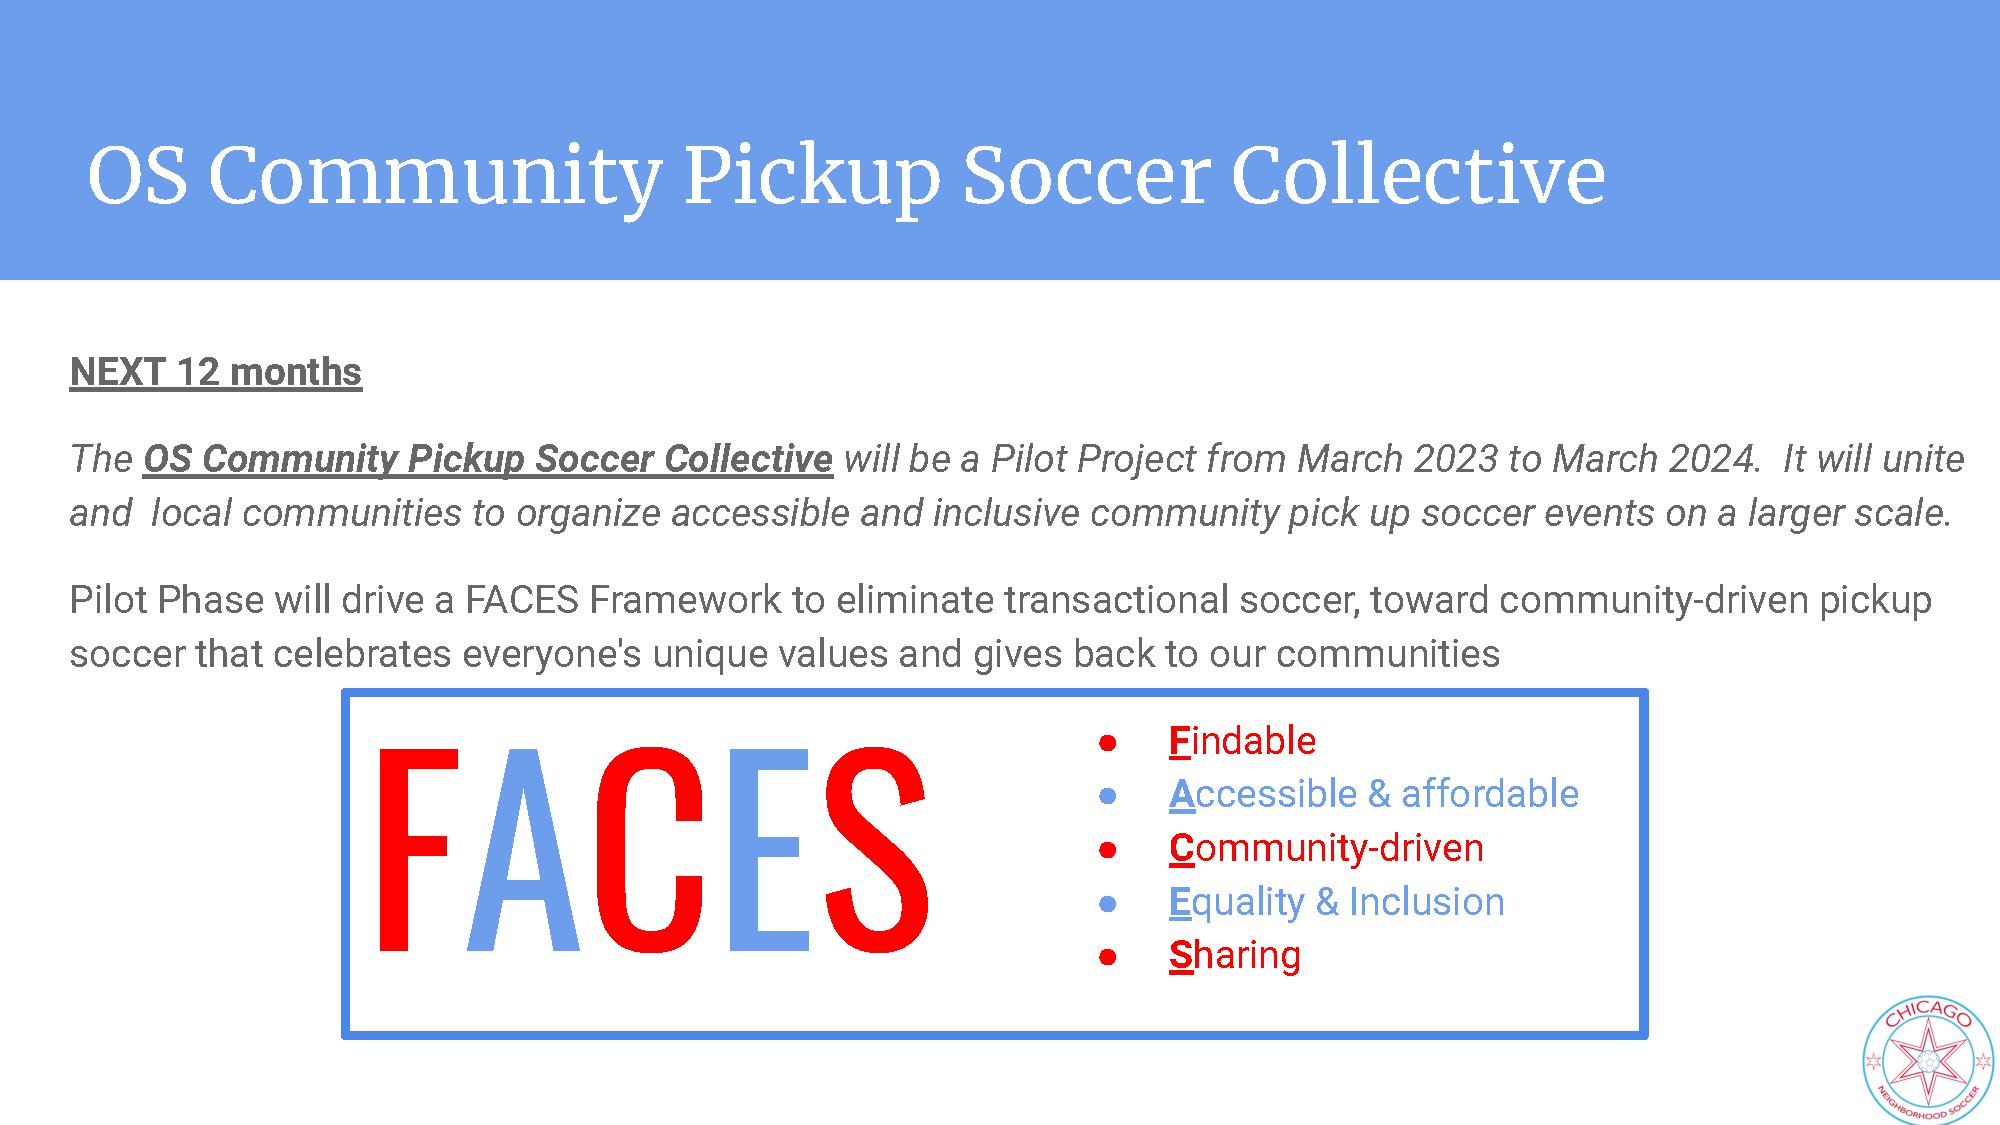 OS Community Pickup Soccer Collective
NEXT 12 months
The OS Community Pickup Soccer Collective will be a Pilot Project from March 2023 to March 2024.  It will unite
and  local communities to organize accessible and inclusive community pick up soccer events on a larger scale.
Pilot Phase will drive a FACES Framework to eliminate transactional soccer, toward community-driven pickup
soccer that celebrates everyone's unique values and gives back to our communities
FACES
● Findable
● Accessible & affordable
● Community-driven
● Equality & Inclusion
● Sharing
CHICAGO
NEIGHBORHOOD SOCCER